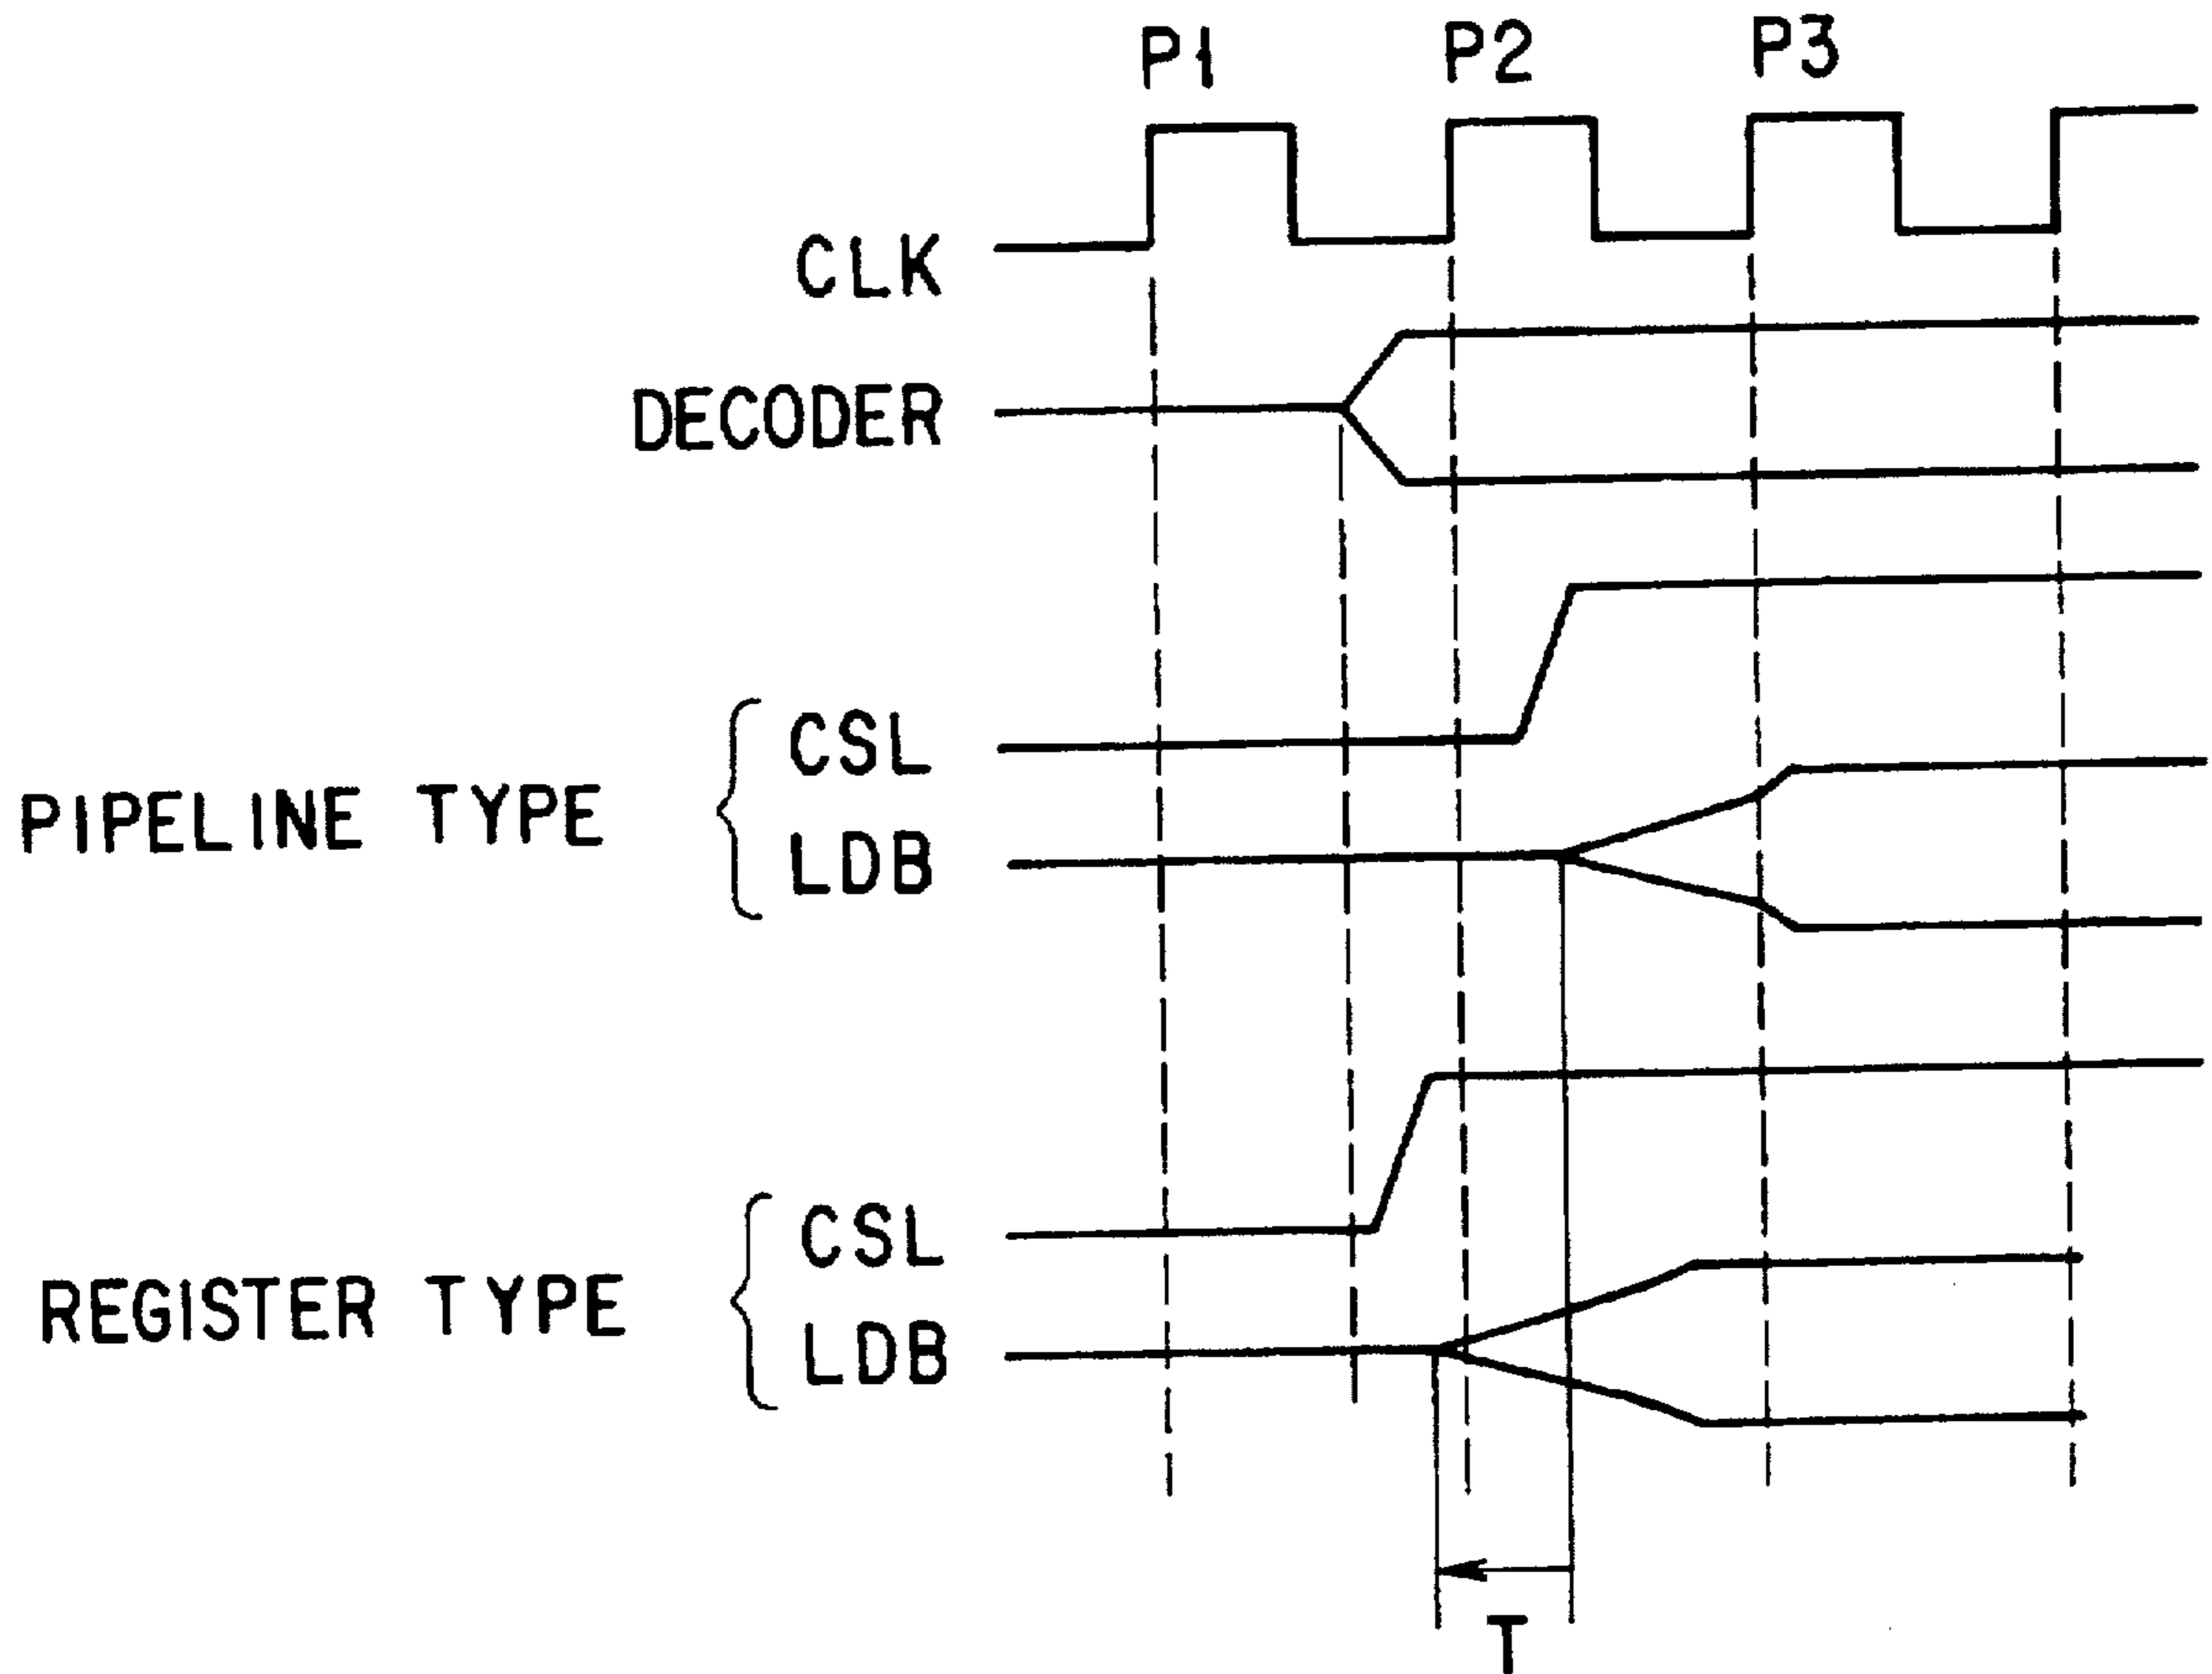 P1 P2 P3
CLK
DECODER
PIPELINE TYPE
CSL
LDB
REGISTER TYPE
CSL
LDB
T